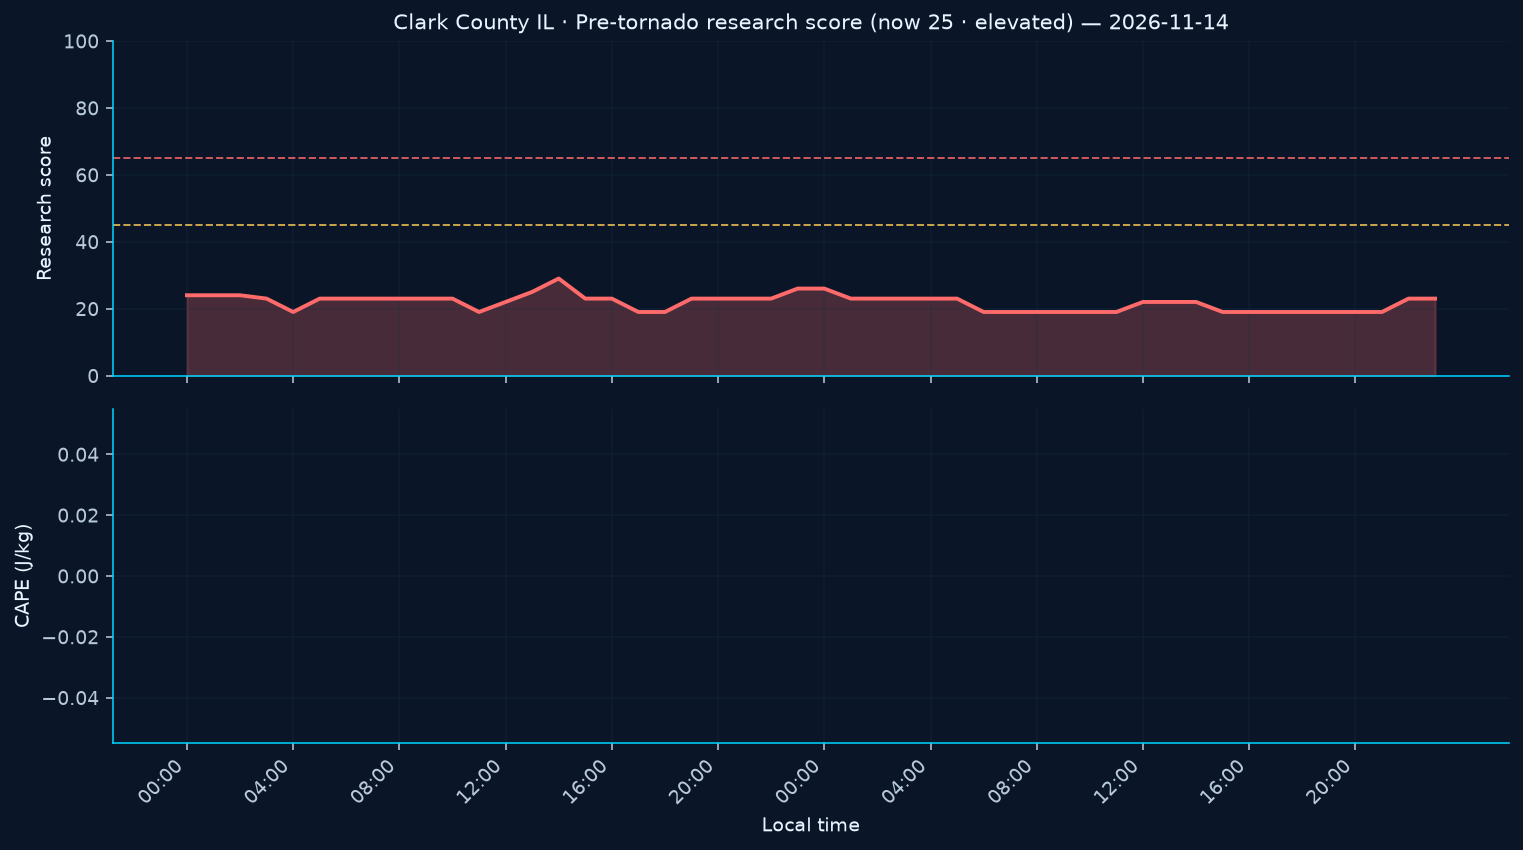 Clark County IL · Pre-tornado research score (now 25 · elevated) — 2026-11-14
Research score
100
80
60
40
20
0
CAPE (J/kg)
0.04
0.02
0.00
−0.02
−0.04
00:00 04:00 08:00 12:00 16:00 20:00 00:00 04:00 08:00 12:00 16:00 20:00
Local time